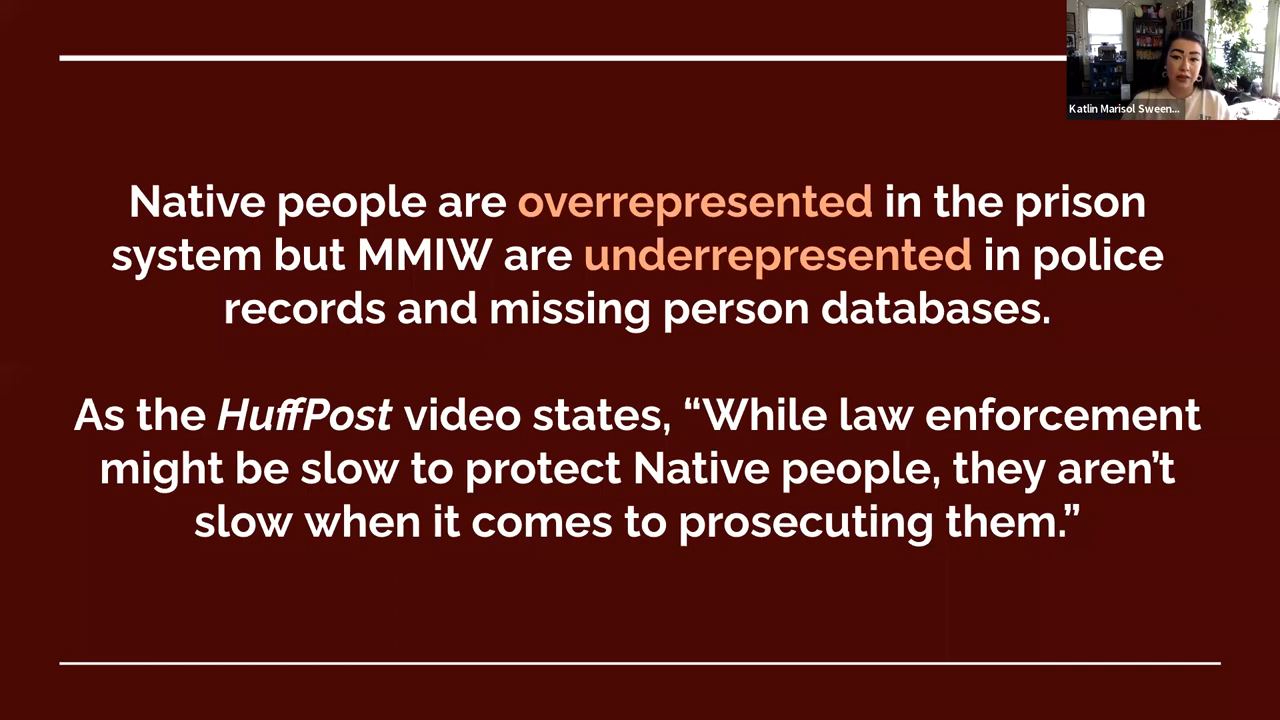 Katlin Marisol Sween...
Native people are overrepresented in the prison
system but MMIW are underrepresented in police
records and missing person databases.
As the HuffPost video states, “While law enforcement
might be slow to protect Native people, they aren’t
slow when it comes to prosecuting them.”